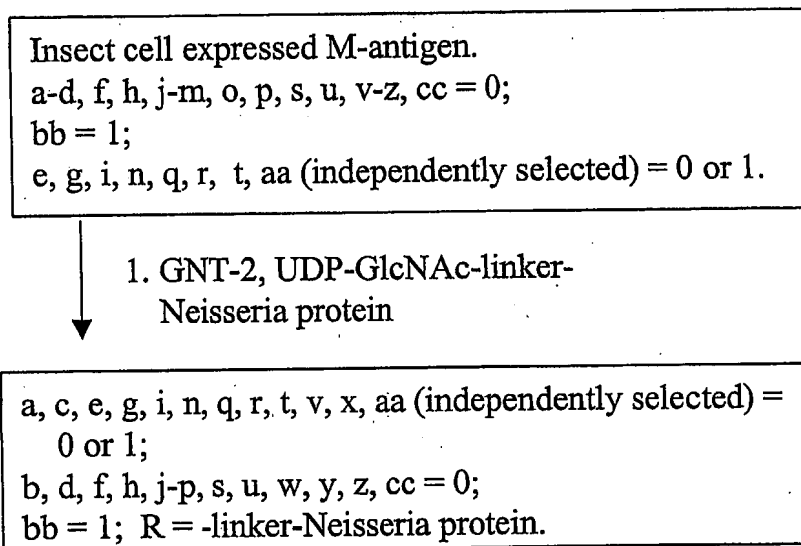 Insect cell expressed M-antigen.
a-d, f, h, j-m, o, p, s, u, v-z, cc = 0;
bb = 1;
e, g, i, n, q, r, t, aa (independently selected) = 0 or 1.
1. GNT-2, UDP-GlcNAc-linker-
Neisseria protein
a, c, e, g, i, n, q, r, t, v, x, aa (independently selected) =
0 or 1;
b, d, f, h, j-p, s, u, w, y, z, cc = 0;
bb = 1; R = -linker-Neisseria protein.